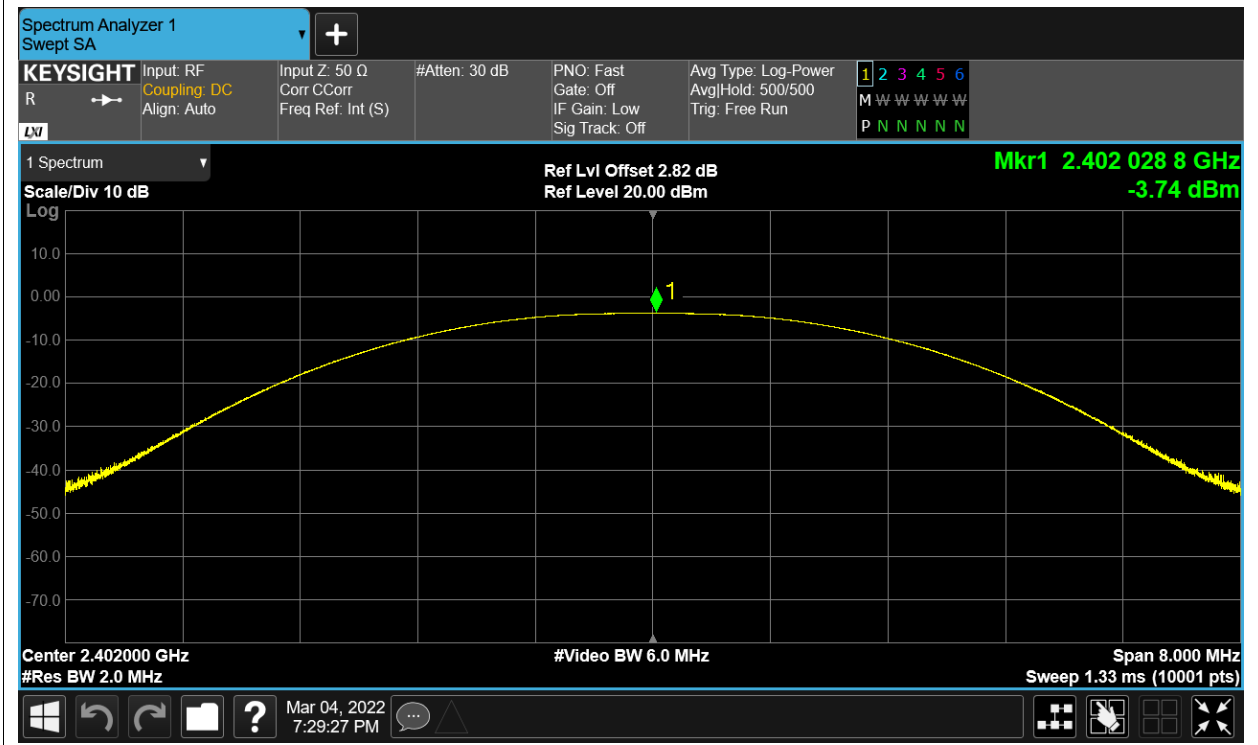 Spectrum Analyzer 1
Swept SA
KEYSIGHT
R
LXI
Input: RF
Coupling: DC
Align: Auto
Input Z: 50 Ω
Corr CCorr
Freq Ref: Int (S)
#Atten: 30 dB
PNO: Fast
Gate: Off
IF Gain: Low
Sig Track: Off
Avg Type: Log-Power
Avg|Hold: 500/500
Trig: Free Run
1 2 3 4 5 6
M W W W W W
P N N N N N
1 Spectrum
Scale/Div 10 dB
Log
Ref Lvl Offset 2.82 dB
Ref Level 20.00 dBm
Mkr1 2.402 028 8 GHz
-3.74 dBm
10.0
0.00
-10.0
-20.0
-30.0
-40.0
-50.0
-60.0
-70.0
1
Center 2.402000 GHz
#Res BW 2.0 MHz
#Video BW 6.0 MHz
Span 8.000 MHz
Sweep 1.33 ms (10001 pts)
?
Mar 04, 2022
7:29:27 PM